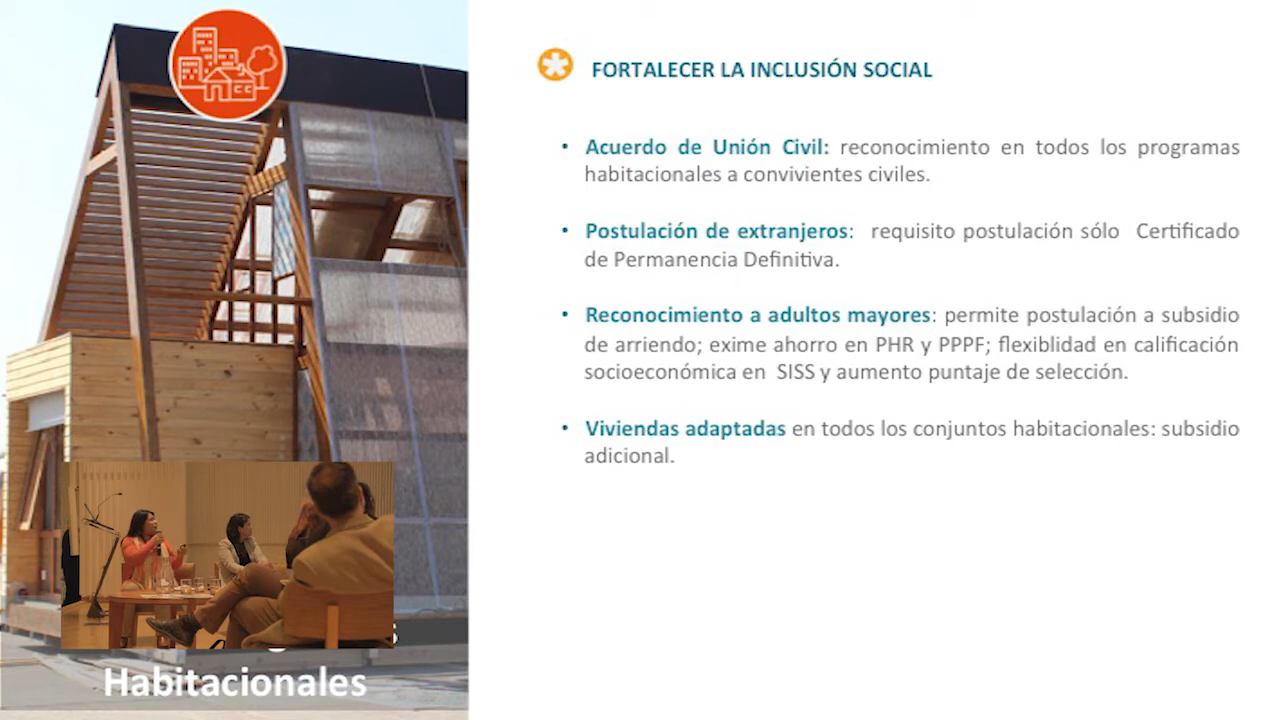 FORTALECER LA INCLUSIÓN SOCIAL
• Acuerdo de Unión Civil: reconocimiento en todos los programas
habitacionales a convivientes civiles.
• Postulación de extranjeros: requisito postulación sólo Certificado
de Permanencia Definitiva.
• Reconocimiento a adultos mayores: permite postulación a subsidio
de arriendo; exime ahorro en PHR y PPPF; flexiblidad en calificación
socioeconómica en SISS y aumento puntaje de selección.
• Viviendas adaptadas en todos los conjuntos habitacionales: subsidio
adicional.
Habitacionales